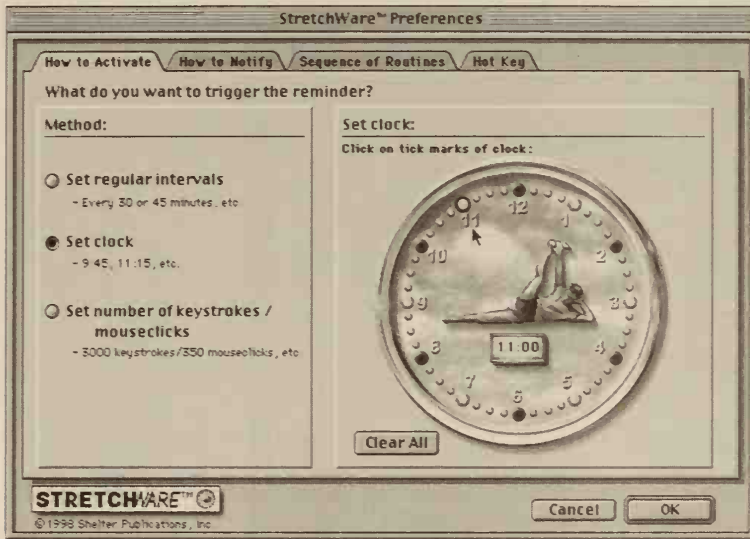 StretchWare™ Preferences
How to Activate
How to Notify
Sequence of Routines
Hot Key
What do you want to trigger the reminder?
Method:
Set regular intervals
- Every 30 or 45 minutes, etc
Set clock
- 9:45, 11:15, etc.
Set number of keystrokes /
mouseclicks
- 3000 keystrokes/350 mouseclicks, etc
Set clock:
Click on tick marks of clock:
12
1
2
3
4
5
6
7
8
9
10
11
11:00
Clear All
STRETCHWARE™
©1998 Shelter Publications, Inc.
Cancel
OK